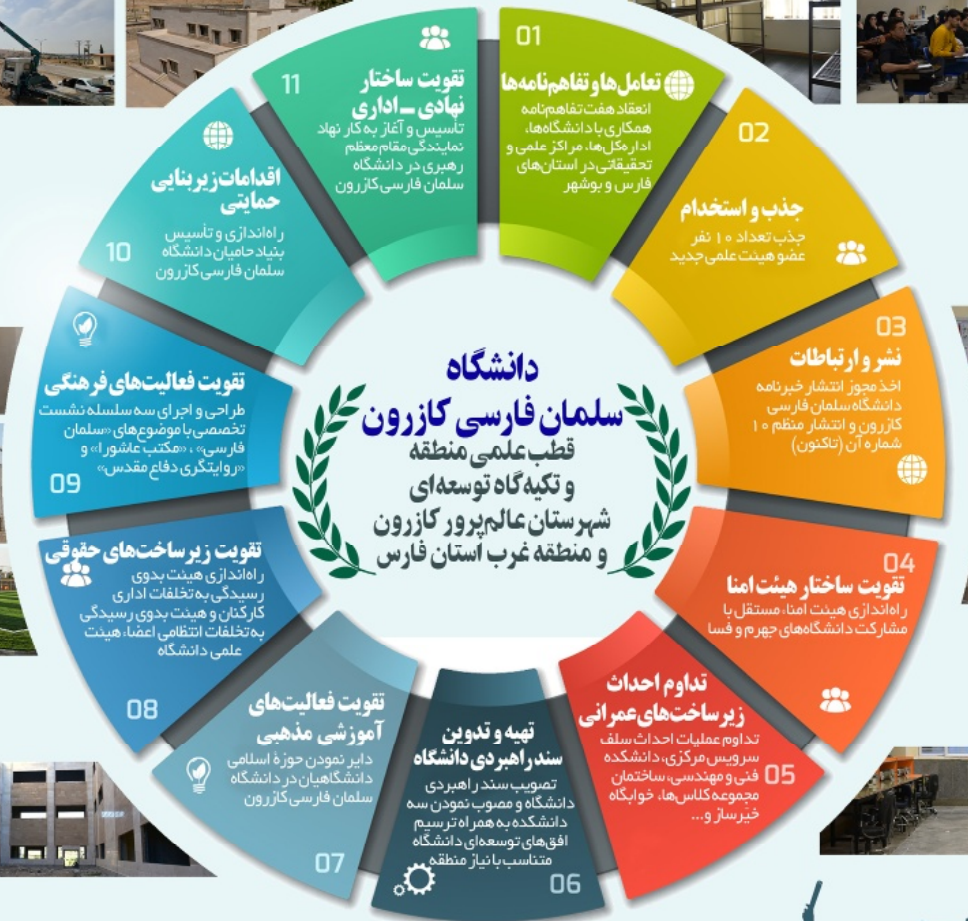 دانشگاه
سلمان فارسی کازرون
قطب علمی منطقه
و تکیه‌گاه توسعه‌ای
شهرستان عالم‌پرور کازرون
و منطقه غرب استان فارس
01
تعامل‌ها و تفاهم‌نامه‌ها
انعقاد هفت تفاهم‌نامه
همکاری با دانشگاه‌ها،
اداره‌کل‌ها، مراکز علمی و
تحقیقاتی در استان‌های
فارس و بوشهر
02
جذب و استخدام
جذب تعداد ۱۰ نفر
عضو هیئت علمی جدید
03
نشر و ارتباطات
اخذ مجوز انتشار خبرنامه
دانشگاه سلمان فارسی
کازرون و انتشار منظم ۱۰
شماره آن (تاکنون)
04
تقویت ساختار هیئت امنا
راه‌اندازی هیئت امناء مستقل با
مشارکت دانشگاه‌های جهرم و فسا
تداوم احداث
زیرساخت‌های عمرانی
تداوم عملیات احداث سلف
سرویس مرکزی، دانشکده
فنی و مهندسی، ساختمان
مجموعه کلاس‌ها، خوابگاه
خیّرساز و...
05
تهیه و تدوین
سند راهبردی دانشگاه
تصویب سند راهبردی
دانشگاه و مصوب نمودن سه
دانشکده به همراه ترسیم
افق‌های توسعه‌ای دانشگاه
متناسب با نیاز منطقه
06
تقویت فعالیت‌های
آموزشی مذهبی
دایر نمودن حوزهٔ اسلامی
دانشگاهیان در دانشگاه
سلمان فارسی کازرون
07
تقویت زیرساخت‌های حقوقی
راه‌اندازی هیئت بدوی
رسیدگی به تخلفات اداری
کارکنان و هیئت بدوی رسیدگی
به تخلفات انتظامی اعضاء هیئت
علمی دانشگاه
08
تقویت فعالیت‌های فرهنگی
طراحی و اجرای سه سلسله نشست
تخصصی با موضوع‌های «سلمان
فارسی»، «مکتب عاشورا» و
«روایتگری دفاع مقدس»
09
اقدامات زیربنایی
حمایتی
راه‌اندازی و تأسیس
بنیاد حامیان دانشگاه
سلمان فارسی کازرون
10
11
تقویت ساختار
نهادی – اداری
تأسیس و آغاز به کار نهاد
نمایندگی مقام معظم
رهبری در دانشگاه
سلمان فارسی کازرون